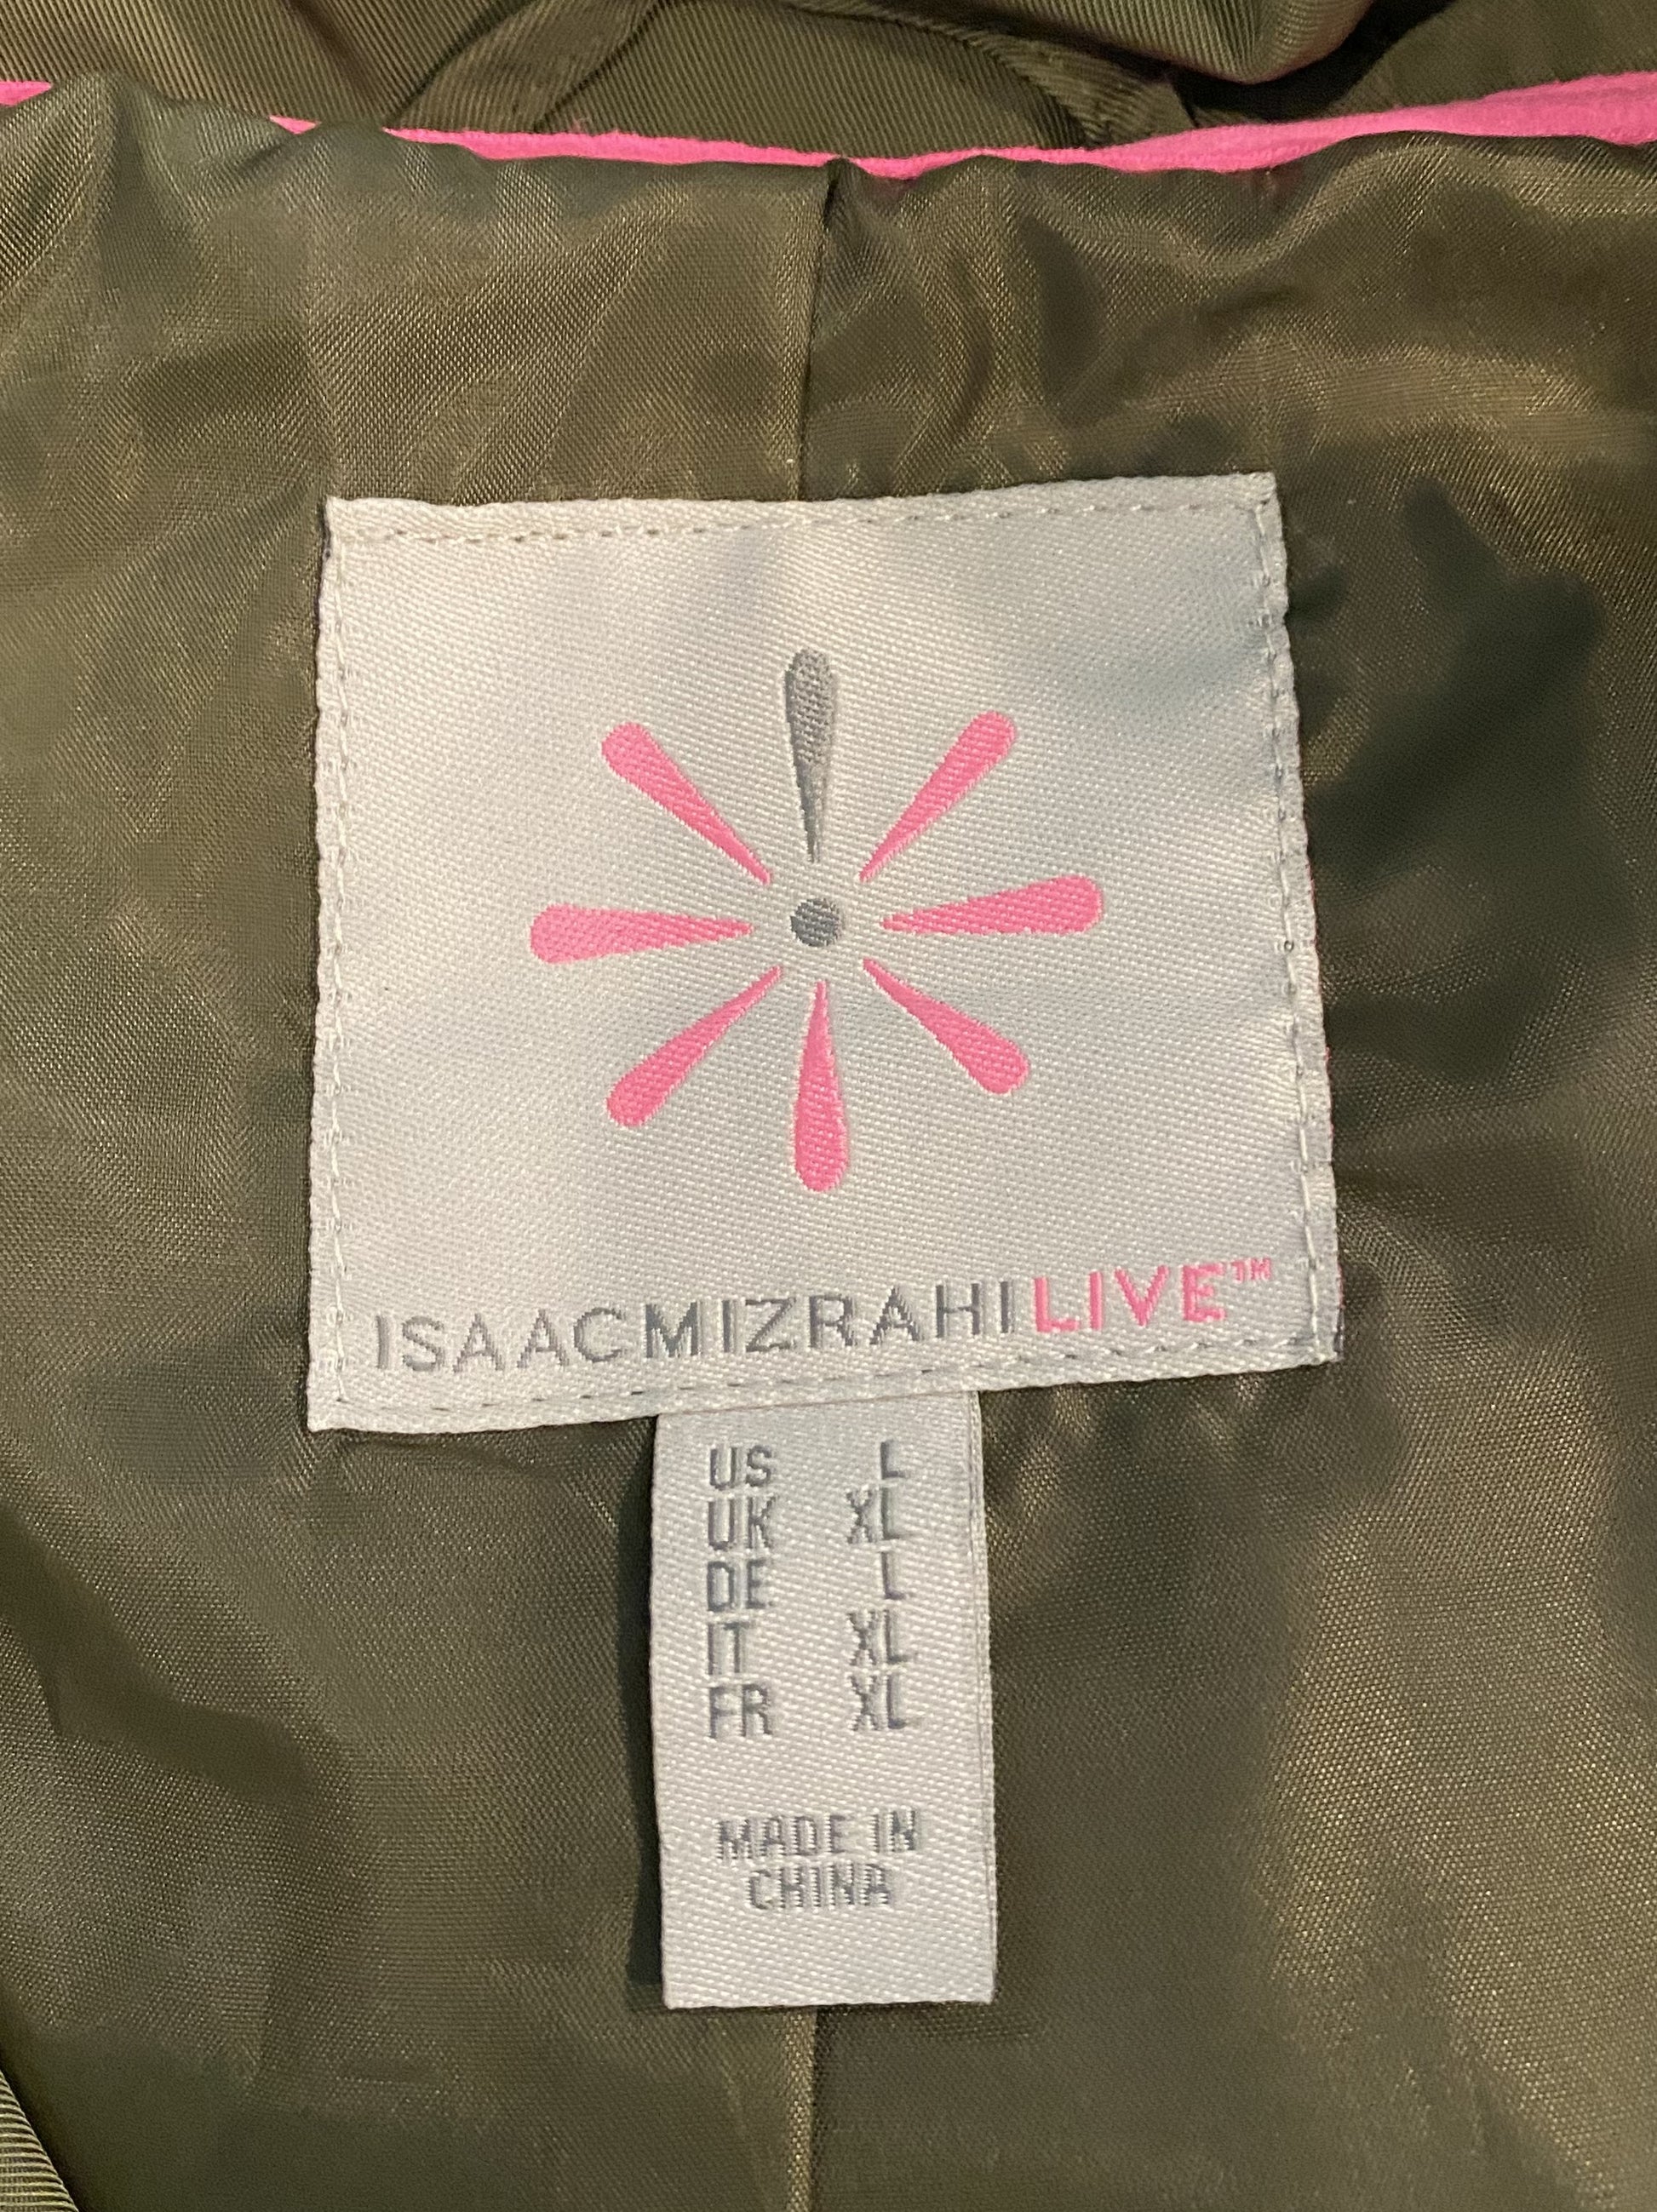 ISAACMIZRAHILIVE™
US L
UK XL
DE L
IT XL
FR XL
MADE IN
CHINA